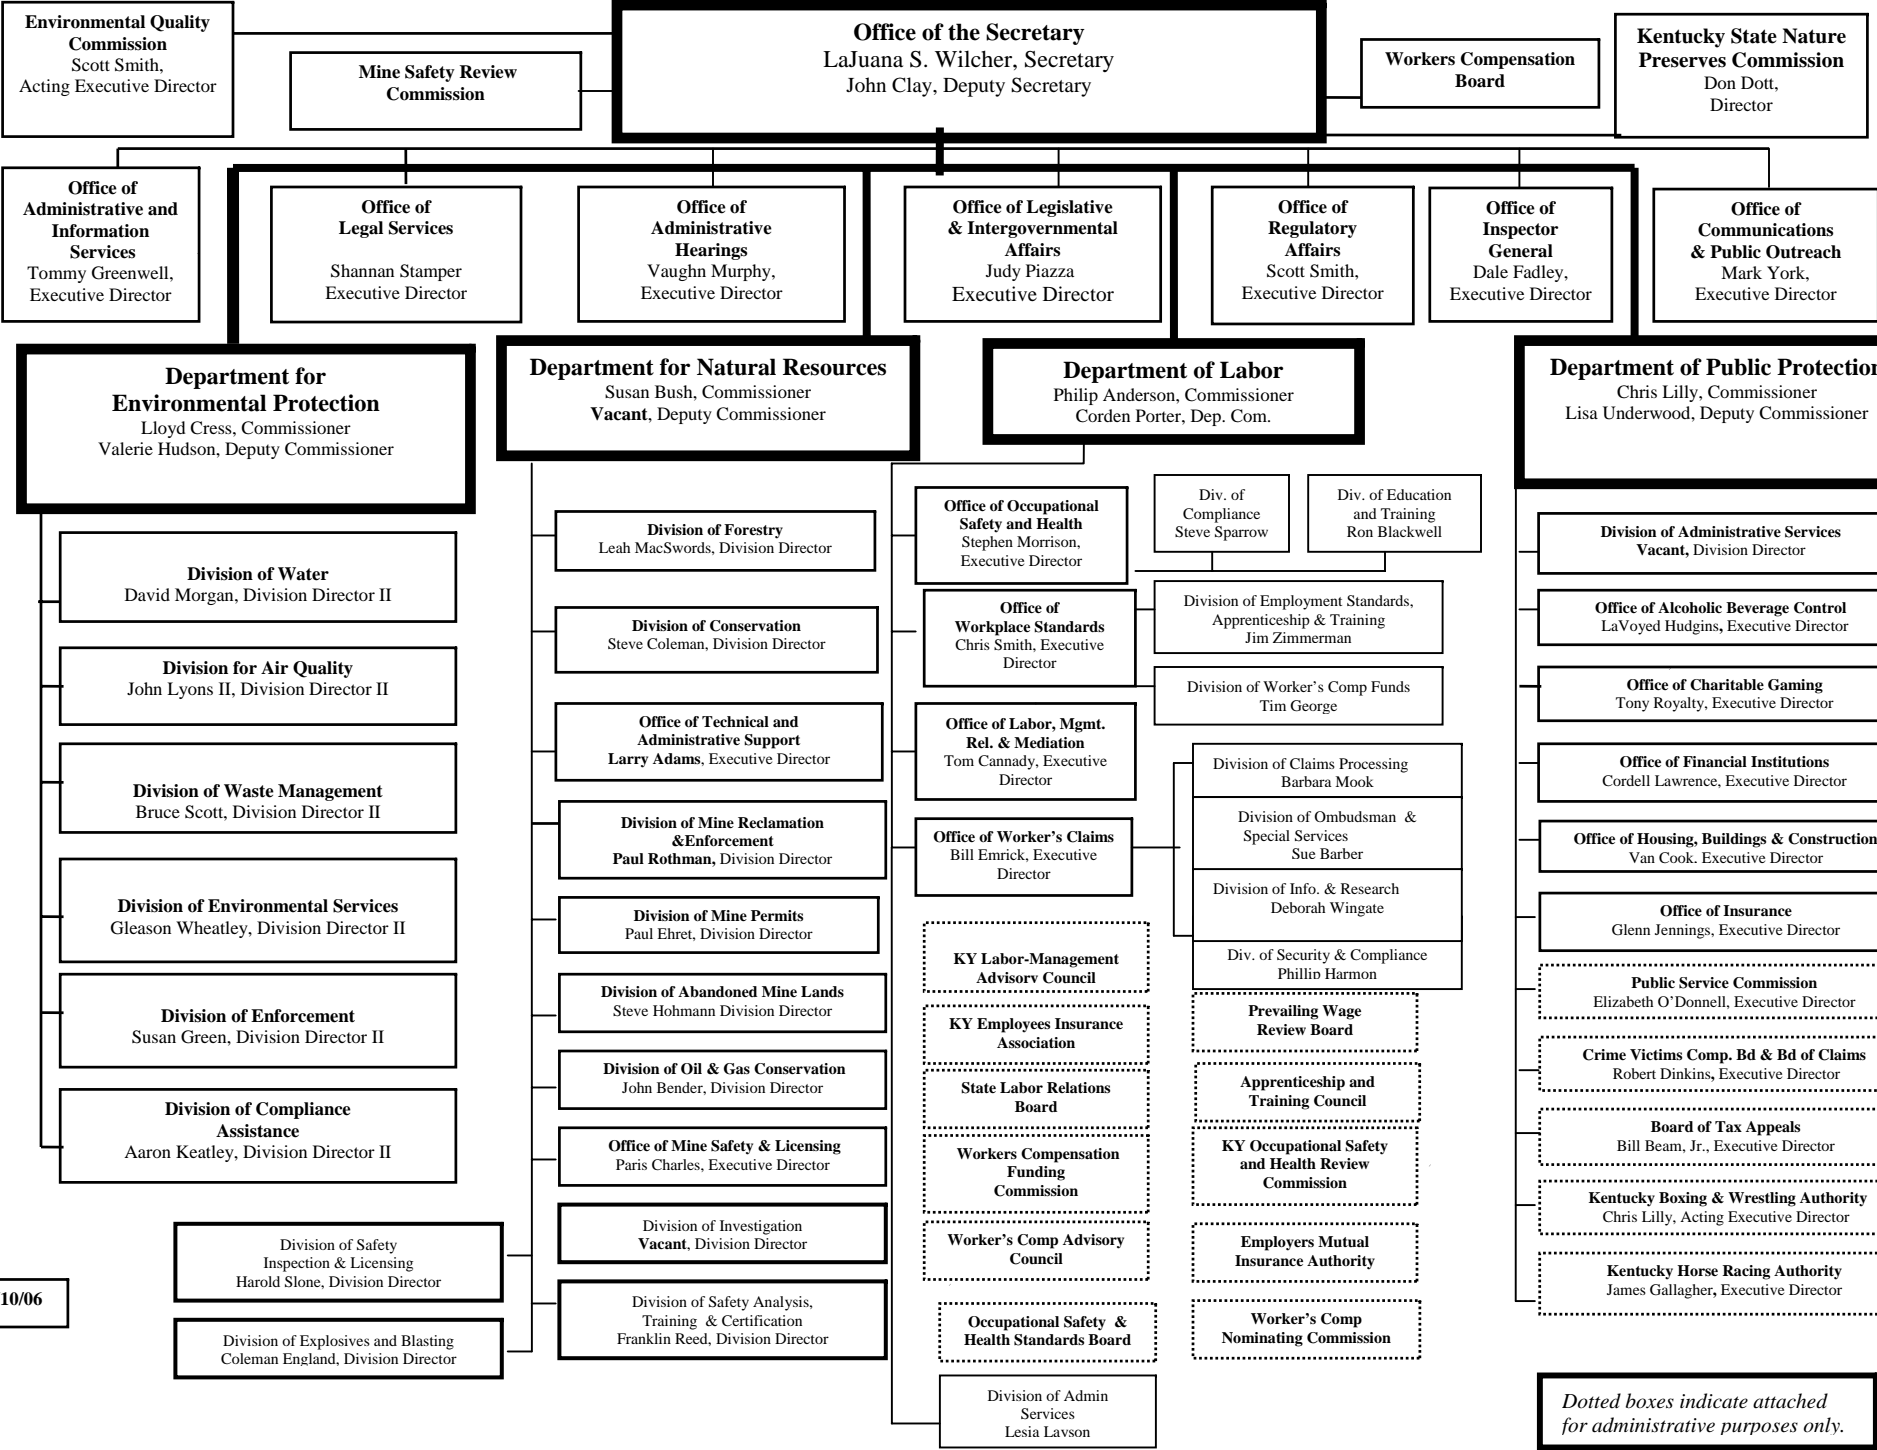 Environmental Quality
Commission
Scott Smith,
Acting Executive Director
Mine Safety Review
Commission
Office of the Secretary
LaJuana S. Wilcher, Secretary
John Clay, Deputy Secretary
Workers Compensation
Board
Kentucky State Nature
Preserves Commission
Don Dott,
Director
Office of
Administrative and
Information
Services
Tommy Greenwell,
Executive Director
Office of
Legal Services
Shannan Stamper
Executive Director
Office of
Administrative
Hearings
Vaughn Murphy,
Executive Director
Office of Legislative
& Intergovernmental
Affairs
Judy Piazza
Executive Director
Office of
Regulatory
Affairs
Scott Smith,
Executive Director
Office of
Inspector
General
Dale Fadley,
Executive Director
Office of
Communications
& Public Outreach
Mark York,
Executive Director
Department for
Environmental Protection
Lloyd Cress, Commissioner
Valerie Hudson, Deputy Commissioner
Division of Water
David Morgan, Division Director II
Division for Air Quality
John Lyons II, Division Director II
Division of Waste Management
Bruce Scott, Division Director II
Division of Environmental Services
Gleason Wheatley, Division Director II
Division of Enforcement
Susan Green, Division Director II
Division of Compliance
Assistance
Aaron Keatley, Division Director II
Department for Natural Resources
Susan Bush, Commissioner
Vacant, Deputy Commissioner
Division of Forestry
Leah MacSwords, Division Director
Division of Conservation
Steve Coleman, Division Director
Office of Technical and
Administrative Support
Larry Adams, Executive Director
Division of Mine Reclamation
&Enforcement
Paul Rothman, Division Director
Division of Mine Permits
Paul Ehret, Division Director
Division of Abandoned Mine Lands
Steve Hohmann Division Director
Division of Oil & Gas Conservation
John Bender, Division Director
Office of Mine Safety & Licensing
Paris Charles, Executive Director
Division of Investigation
Vacant, Division Director
Division of Safety Analysis,
Training & Certification
Franklin Reed, Division Director
Division of Safety
Inspection & Licensing
Harold Slone, Division Director
Division of Explosives and Blasting
Coleman England, Division Director
10/06
Department of Labor
Philip Anderson, Commissioner
Corden Porter, Dep. Com.
Office of Occupational
Safety and Health
Stephen Morrison,
Executive Director
Div. of
Compliance
Steve Sparrow
Div. of Education
and Training
Ron Blackwell
Office of
Workplace Standards
Chris Smith, Executive
Director
Division of Employment Standards,
Apprenticeship & Training
Jim Zimmerman
Division of Worker's Comp Funds
Tim George
Office of Labor, Mgmt.
Rel. & Mediation
Tom Cannady, Executive
Director
Office of Worker's Claims
Bill Emrick, Executive
Director
Division of Claims Processing
Barbara Mook
Division of Ombudsman &
Special Services
Sue Barber
Division of Info. & Research
Deborah Wingate
Div. of Security & Compliance
Phillip Harmon
KY Labor-Management
Advisory Council
KY Employees Insurance
Association
State Labor Relations
Board
Workers Compensation
Funding
Commission
Worker's Comp Advisory
Council
Occupational Safety &
Health Standards Board
Prevailing Wage
Review Board
Apprenticeship and
Training Council
KY Occupational Safety
and Health Review
Commission
Employers Mutual
Insurance Authority
Worker's Comp
Nominating Commission
Division of Admin
Services
Lesia Lavson
Department of Public Protection
Chris Lilly, Commissioner
Lisa Underwood, Deputy Commissioner
Division of Administrative Services
Vacant, Division Director
Office of Alcoholic Beverage Control
LaVoyed Hudgins, Executive Director
Office of Charitable Gaming
Tony Royalty, Executive Director
Office of Financial Institutions
Cordell Lawrence, Executive Director
Office of Housing, Buildings & Construction
Van Cook. Executive Director
Office of Insurance
Glenn Jennings, Executive Director
Public Service Commission
Elizabeth O'Donnell, Executive Director
Crime Victims Comp. Bd & Bd of Claims
Robert Dinkins, Executive Director
Board of Tax Appeals
Bill Beam, Jr., Executive Director
Kentucky Boxing & Wrestling Authority
Chris Lilly, Acting Executive Director
Kentucky Horse Racing Authority
James Gallagher, Executive Director
Dotted boxes indicate attached
for administrative purposes only.